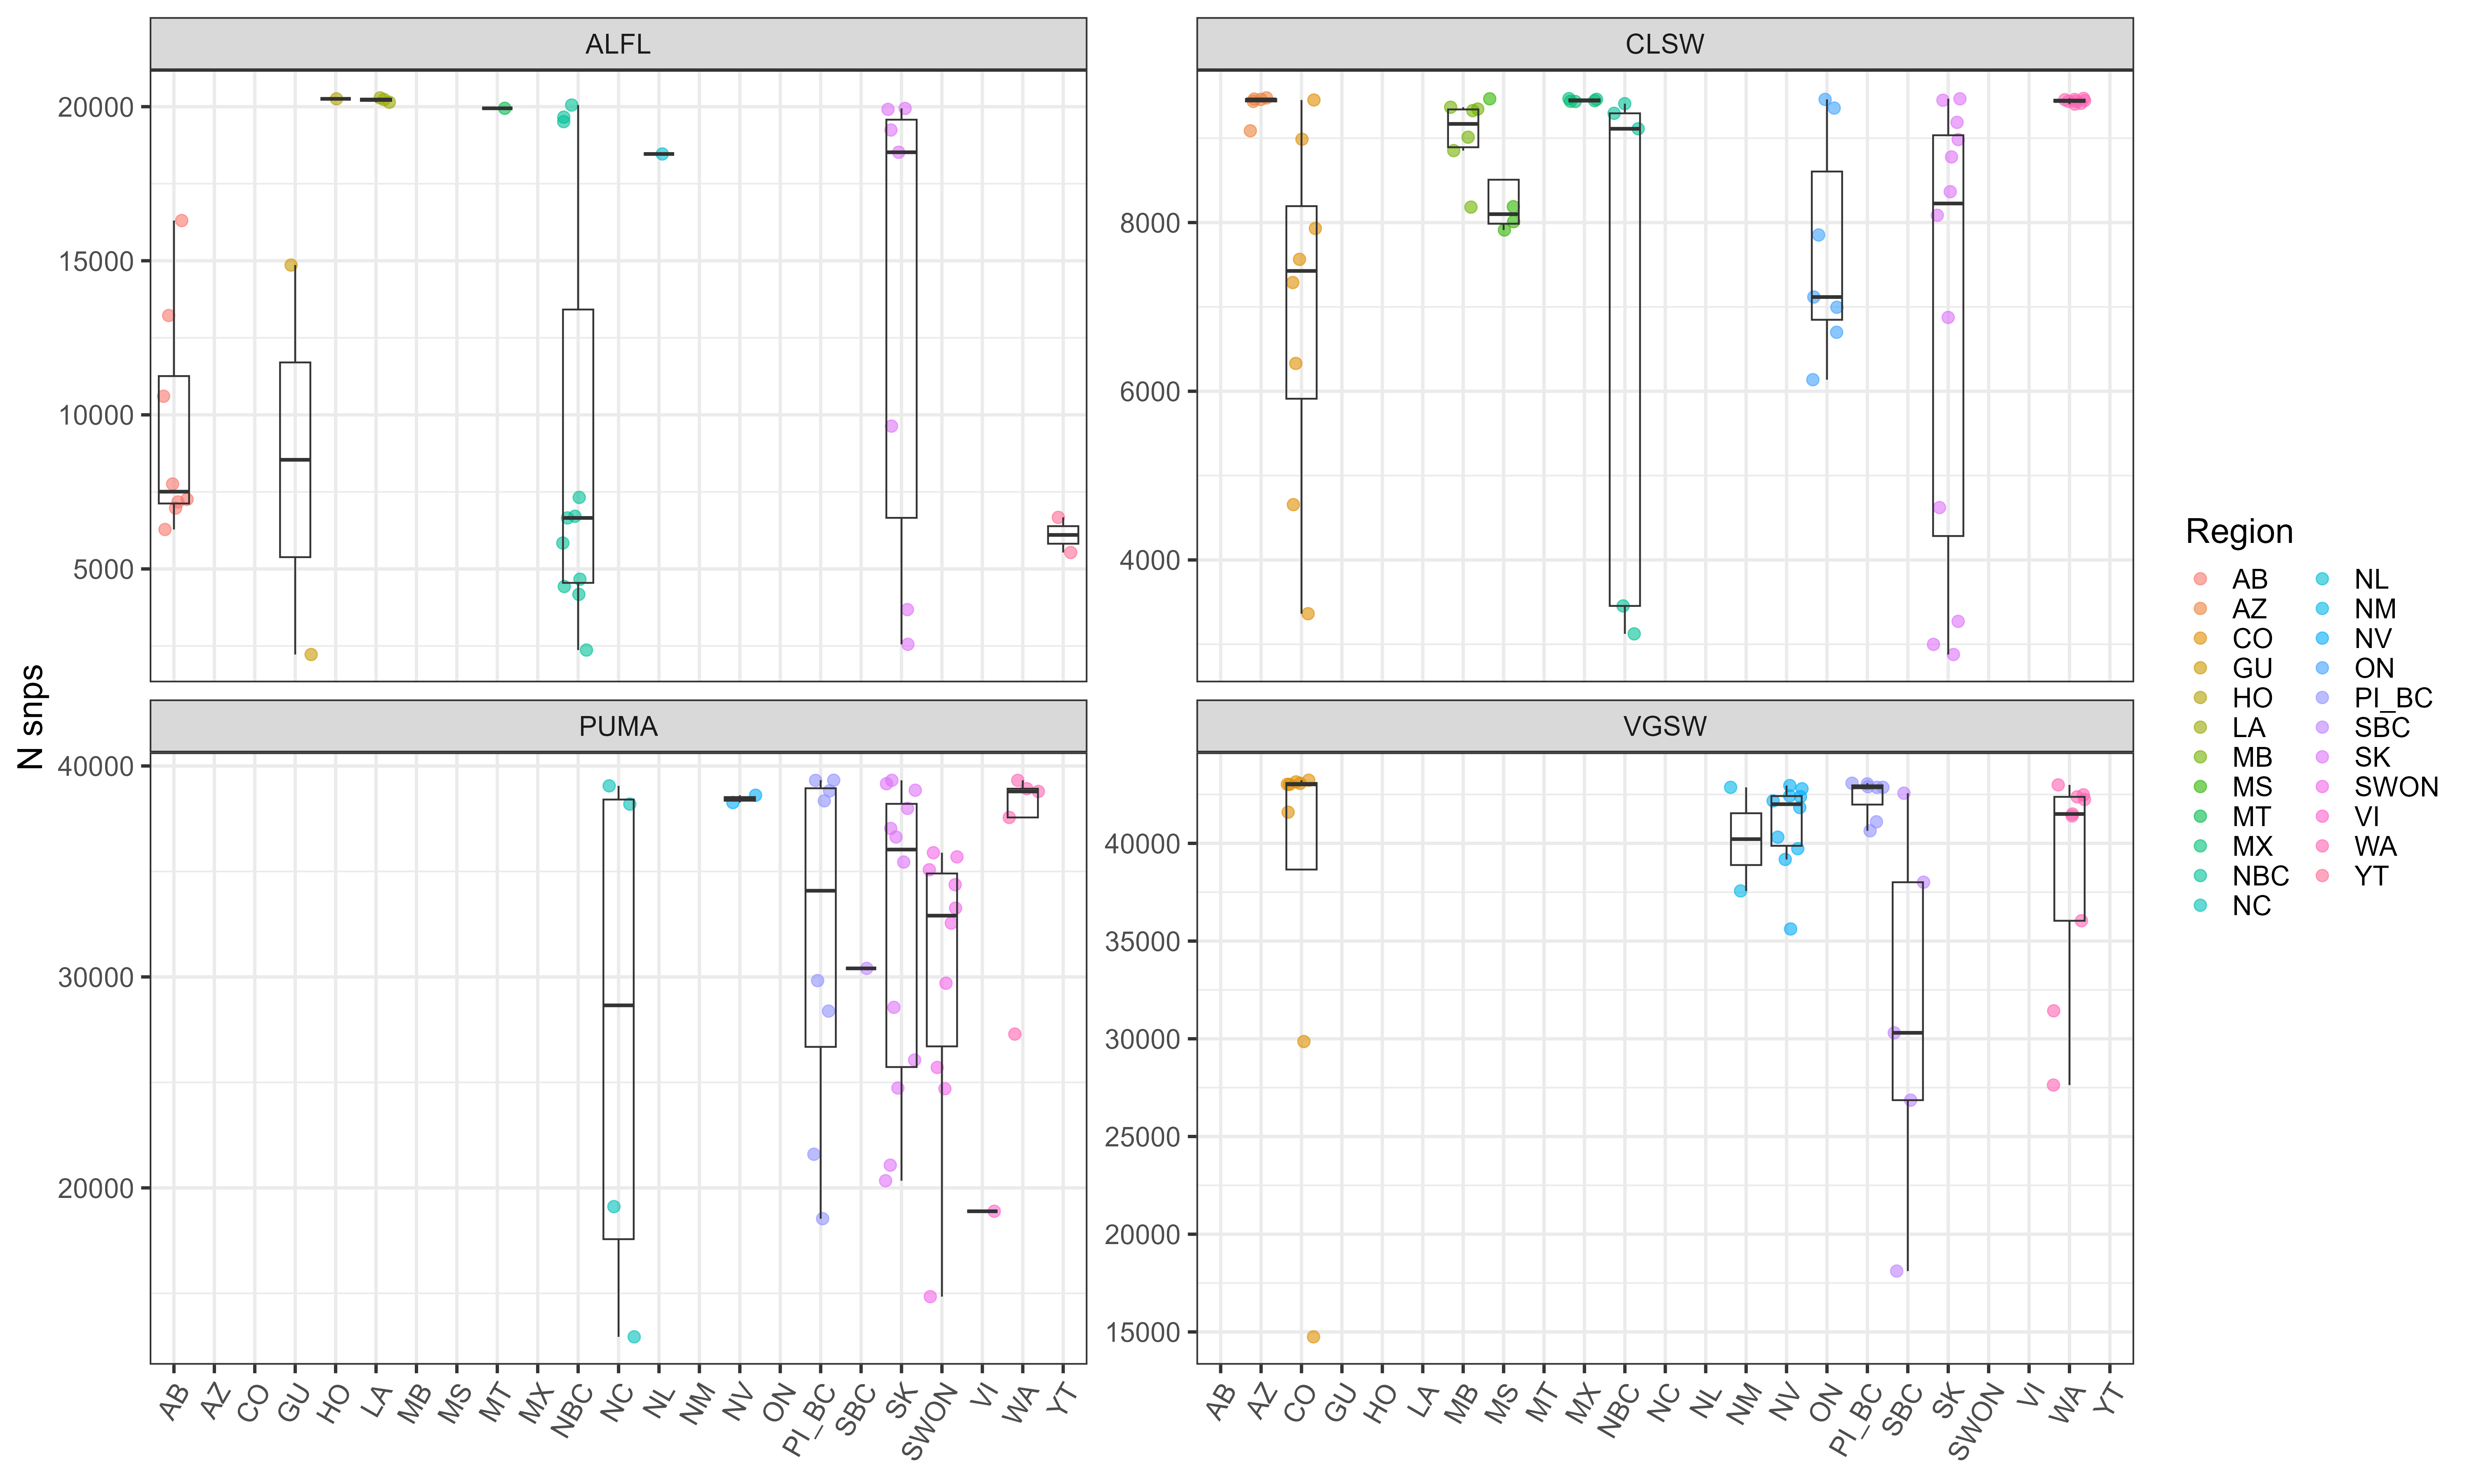 ALFL
CLSW
20000
15000
10000
5000
8000
6000
4000
N snps
PUMA
VGSW
40000
30000
20000
40000
35000
30000
25000
20000
15000
AB AZ CO GU HO LA MB MS MT MX NBC NC NL NM NV ON PI_BC SBC SK SWON VI WA YT
AB AZ CO GU HO LA MB MS MT MX NBC NC NL NM NV ON PI_BC SBC SK SWON VI WA YT
Region
AB
AZ
CO
GU
HO
LA
MB
MS
MT
MX
NBC
NC
NL
NM
NV
ON
PI_BC
SBC
SK
SWON
VI
WA
YT